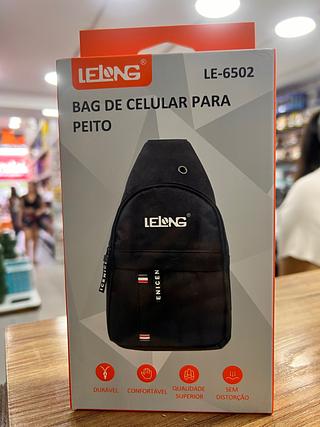 LELONG®
LE-6502
BAG DE CELULAR PARA
PEITO
LELONG®
ENICEN
DURÁVEL
CONFORTÁVEL
QUALIDADE
SUPERIOR
SEM
DISTORÇÃO